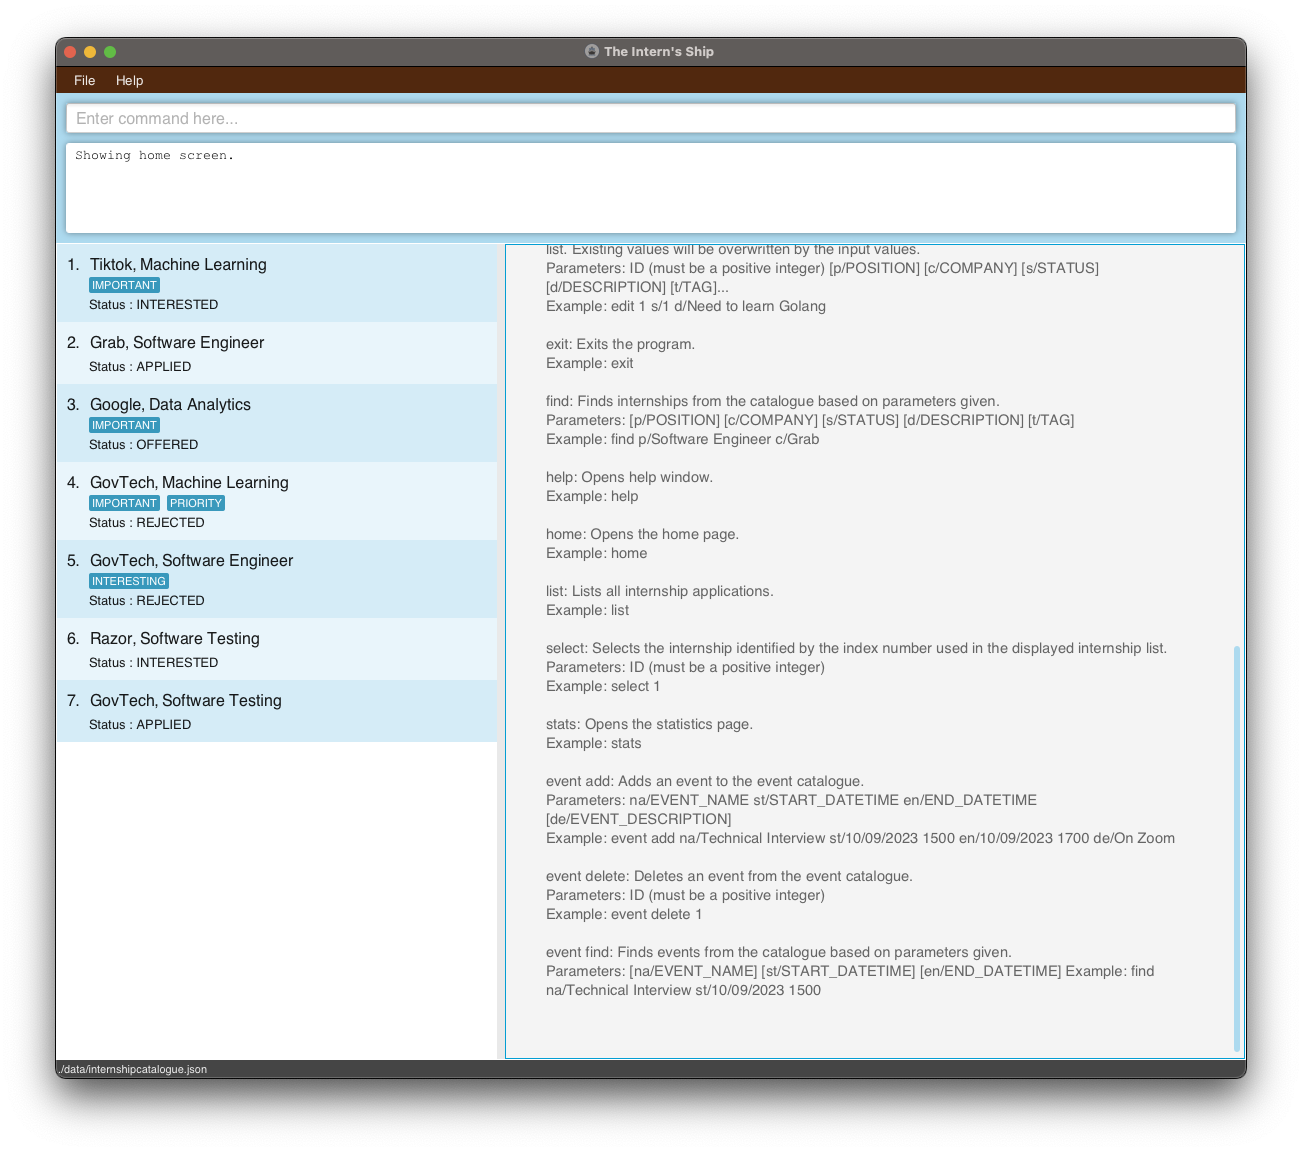 The Intern's Ship
File Help
Enter command here...
Showing home screen.
1. Tiktok, Machine Learning
IMPORTANT
Status : INTERESTED
2. Grab, Software Engineer
Status : APPLIED
3. Google, Data Analytics
IMPORTANT
Status : OFFERED
4. GovTech, Machine Learning
IMPORTANT PRIORITY
Status : REJECTED
5. GovTech, Software Engineer
INTERESTING
Status : REJECTED
6. Razor, Software Testing
Status : INTERESTED
7. GovTech, Software Testing
Status : APPLIED
list. Existing values will be overwritten by the input values.
Parameters: ID (must be a positive integer) [p/POSITION] [c/COMPANY] [s/STATUS]
[d/DESCRIPTION] [t/TAG]...
Example: edit 1 s/1 d/Need to learn Golang
exit: Exits the program.
Example: exit
find: Finds internships from the catalogue based on parameters given.
Parameters: [p/POSITION] [c/COMPANY] [s/STATUS] [d/DESCRIPTION] [t/TAG]
Example: find p/Software Engineer c/Grab
help: Opens help window.
Example: help
home: Opens the home page.
Example: home
list: Lists all internship applications.
Example: list
select: Selects the internship identified by the index number used in the displayed internship list.
Parameters: ID (must be a positive integer)
Example: select 1
stats: Opens the statistics page.
Example: stats
event add: Adds an event to the event catalogue.
Parameters: na/EVENT_NAME st/START_DATETIME en/END_DATETIME
[de/EVENT_DESCRIPTION]
Example: event add na/Technical Interview st/10/09/2023 1500 en/10/09/2023 1700 de/On Zoom
event delete: Deletes an event from the event catalogue.
Parameters: ID (must be a positive integer)
Example: event delete 1
event find: Finds events from the catalogue based on parameters given.
Parameters: [na/EVENT_NAME] [st/START_DATETIME] [en/END_DATETIME] Example: find
na/Technical Interview st/10/09/2023 1500
./data/internshipcatalogue.json